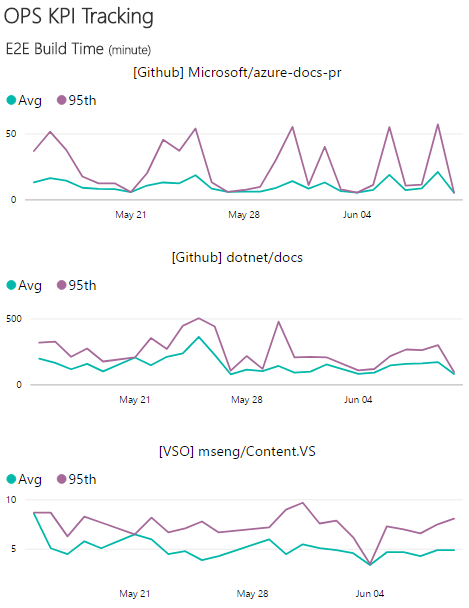 OPS KPI Tracking
E2E Build Time (minute)
[Github] Microsoft/azure-docs-pr
Avg 95th
50
0
May 21 May 28 Jun 04
[Github] dotnet/docs
Avg 95th
500
0
May 21 May 28 Jun 04
[VSO] mseng/Content.VS
Avg 95th
10
5
May 21 May 28 Jun 04